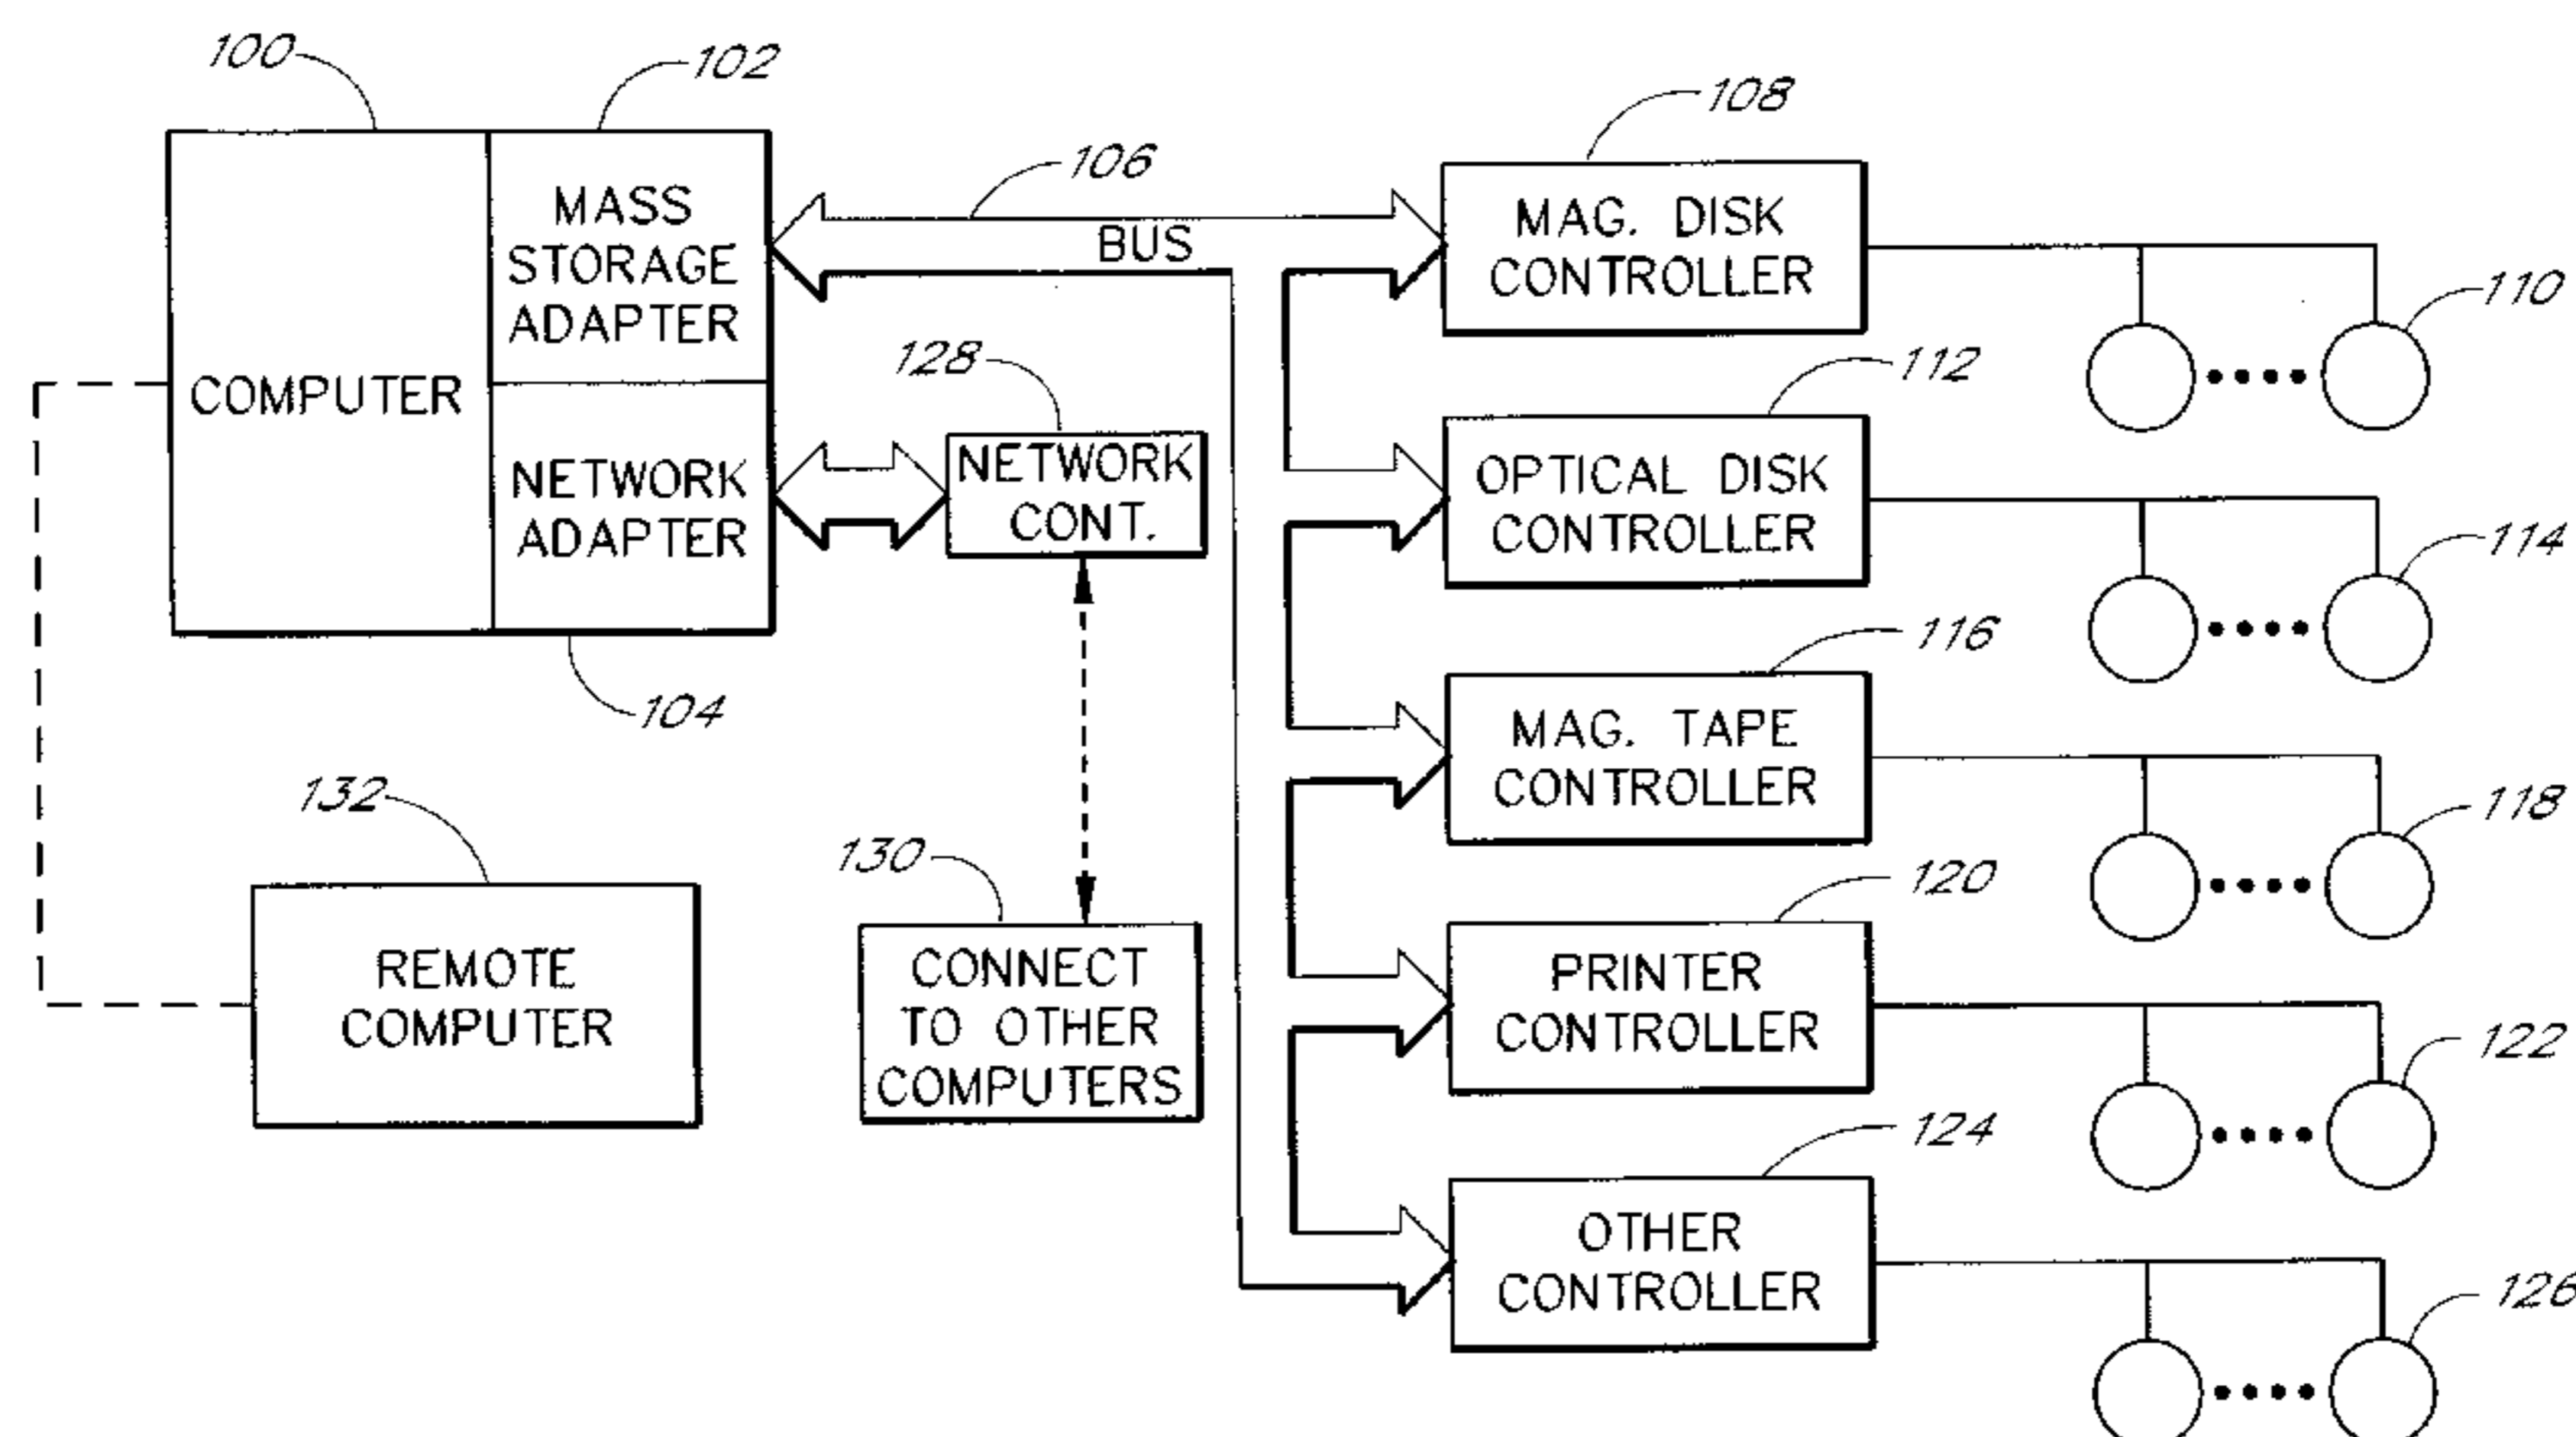 100
102
108
106
MASS
STORAGE
ADAPTER
BUS
MAG. DISK
CONTROLLER
110
128
112
COMPUTER
NETWORK
ADAPTER
NETWORK
CONT.
OPTICAL DISK
CONTROLLER
114
104
116
MAG. TAPE
CONTROLLER
118
132
130
120
REMOTE
COMPUTER
CONNECT
TO OTHER
COMPUTERS
PRINTER
CONTROLLER
122
124
OTHER
CONTROLLER
126